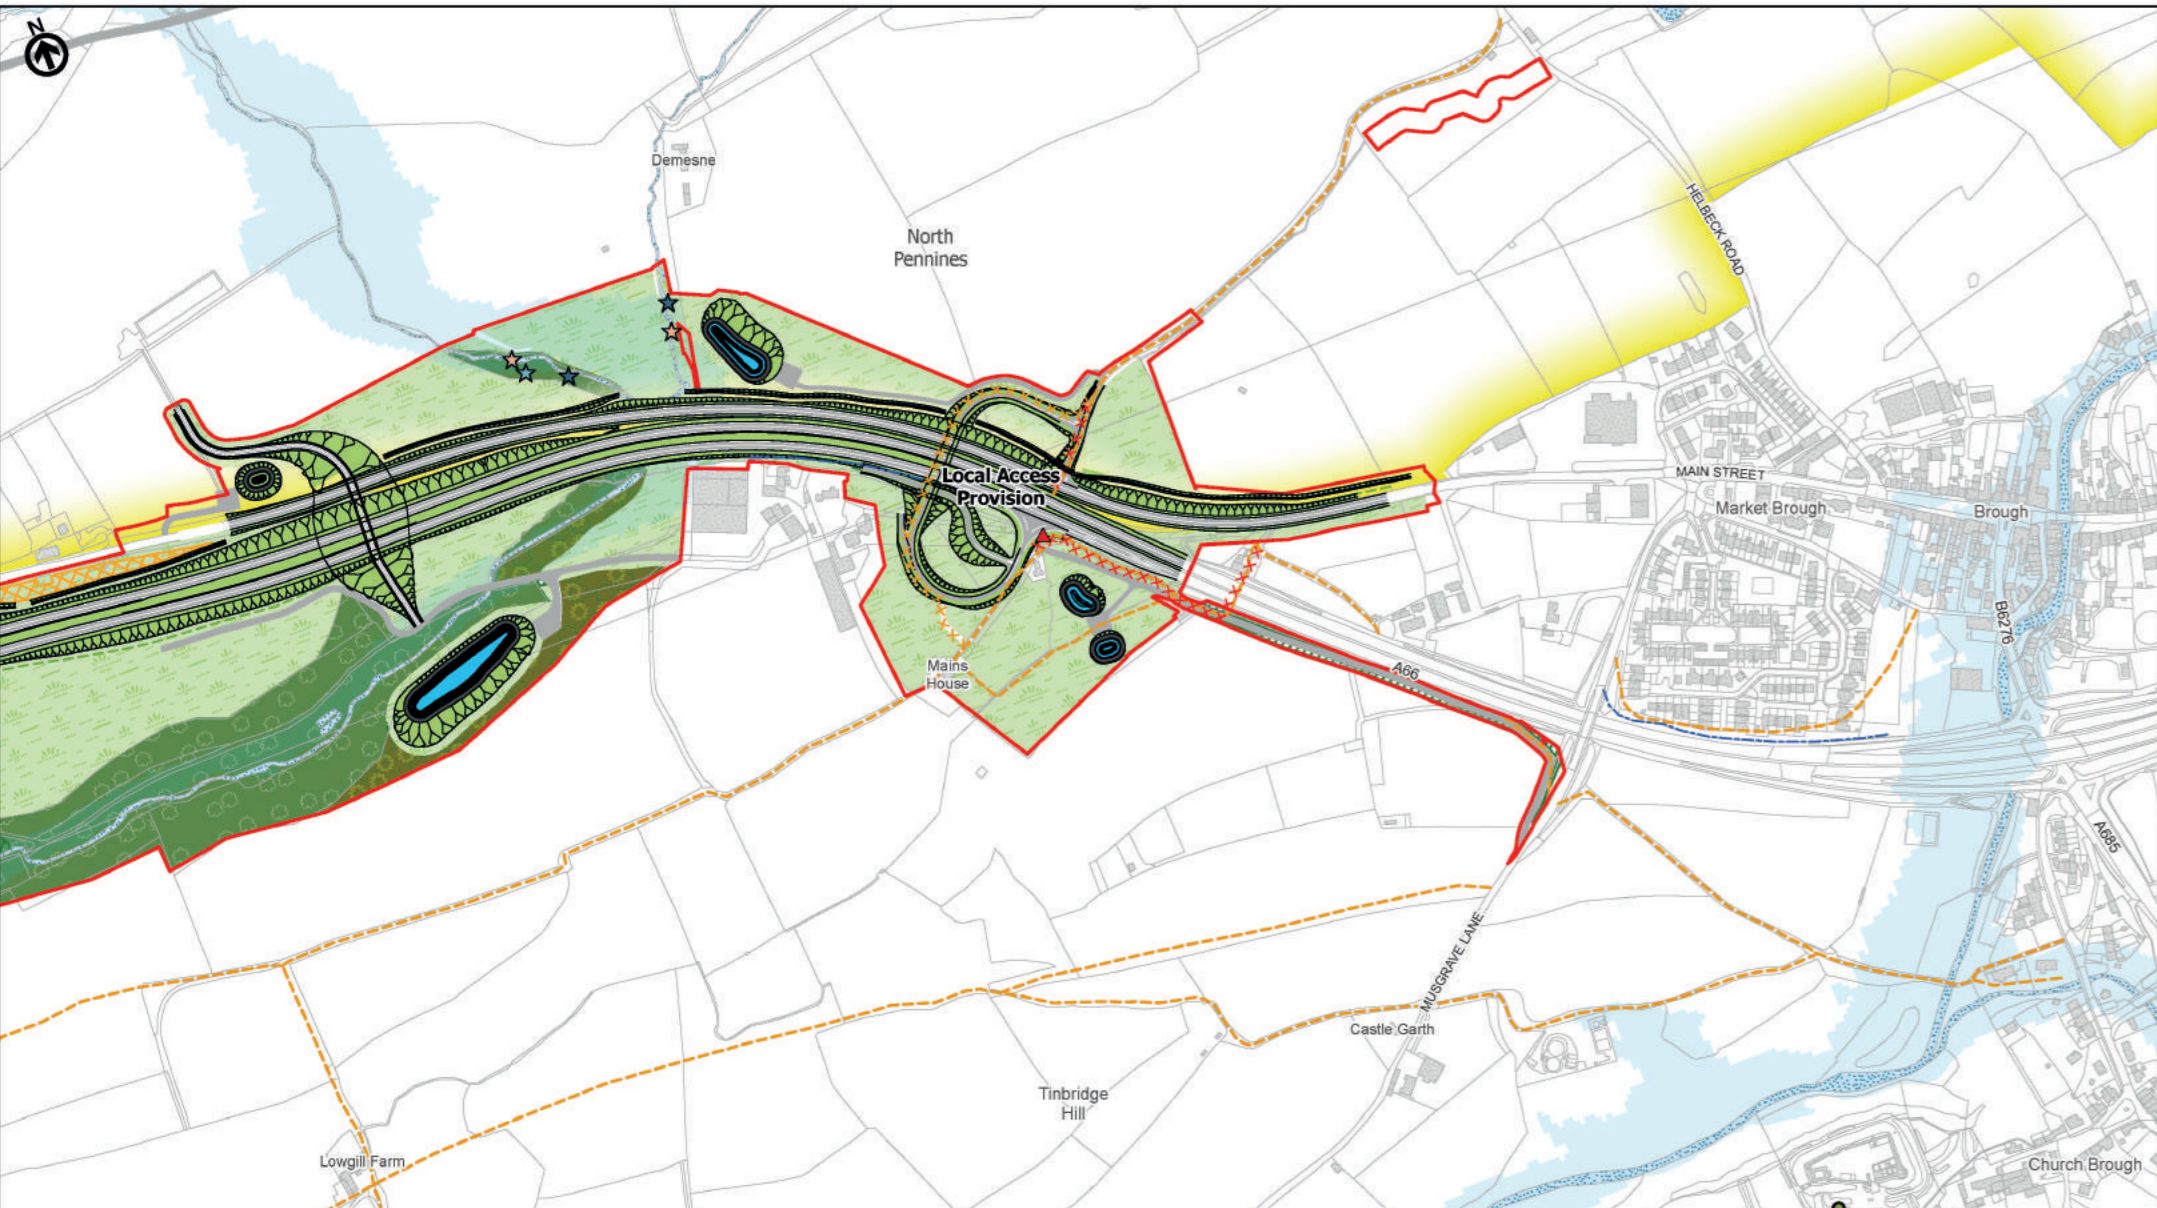 N
Demesne
North
Pennines
HELBECK ROAD
Local Access
Provision
MAIN STREET
Market Brough
Brough
B6276
Mains
House
A66
A685
MUSGRAVE LANE
Castle Garth
Tinbridge
Hill
Lowgill Farm
Church Brough